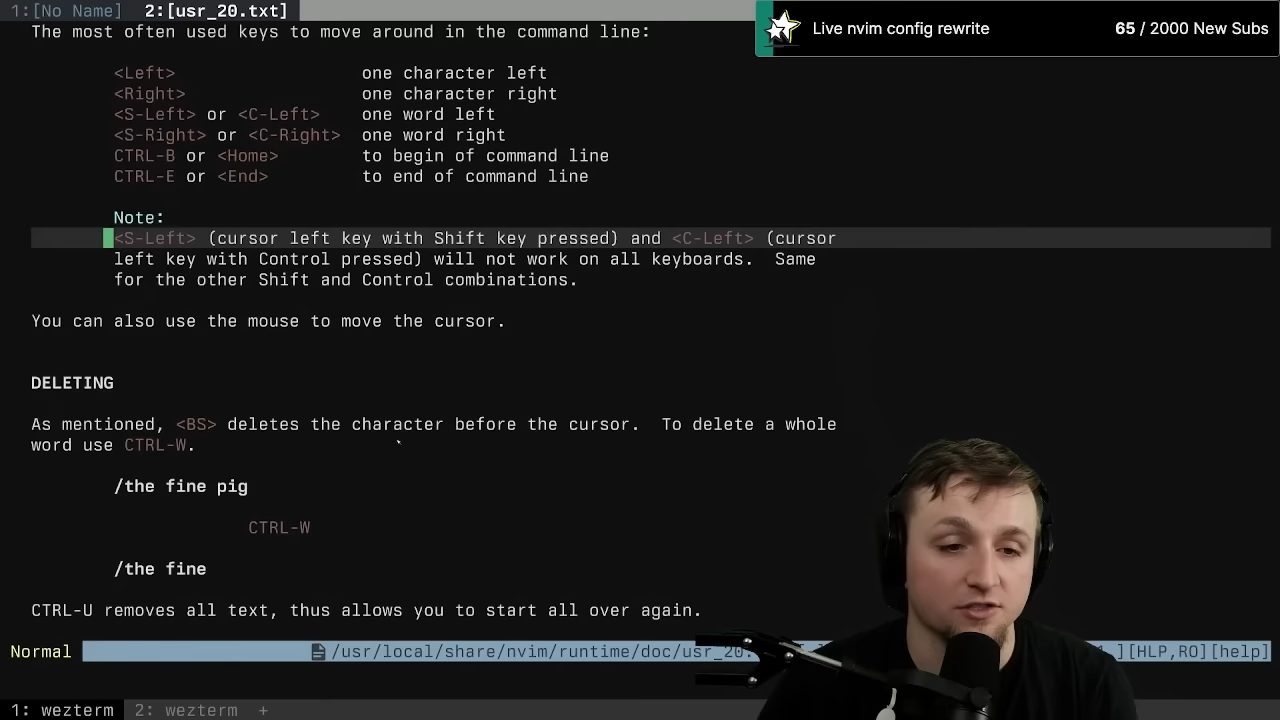 1:[No Name]  2:[usr_20.txt]
Live nvim config rewrite  65 / 2000 New Subs
The most often used keys to move around in the command line:
<Left>  one character left
<Right>  one character right
<S-Left> or <C-Left>  one word left
<S-Right> or <C-Right>  one word right
CTRL-B or <Home>  to begin of command line
CTRL-E or <End>  to end of command line
Note:
<S-Left> (cursor left key with Shift key pressed) and <C-Left> (cursor
left key with Control pressed) will not work on all keyboards.  Same
for the other Shift and Control combinations.
You can also use the mouse to move the cursor.
DELETING
As mentioned, <BS> deletes the character before the cursor.  To delete a whole
word use CTRL-W.
/the fine pig
CTRL-W
/the fine
CTRL-U removes all text, thus allows you to start all over again.
Normal  /usr/local/share/nvim/runtime/doc/usr_20. ][HLP,RO][help]
1: wezterm  2: wezterm  +